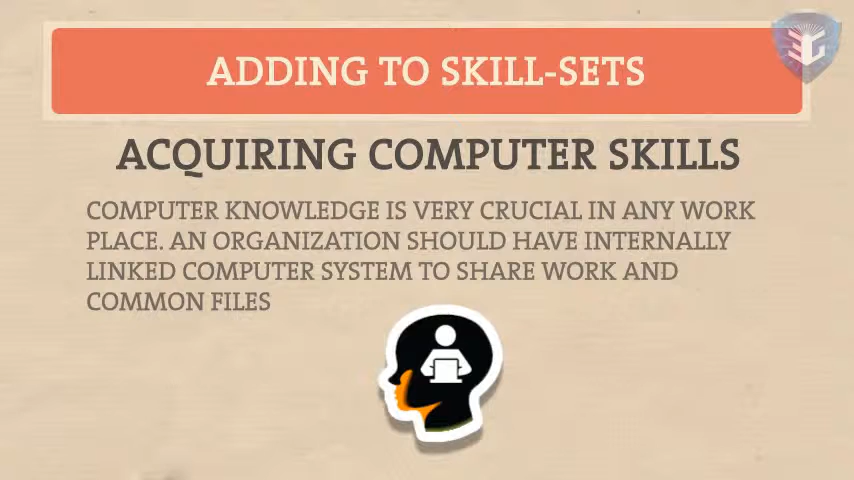 ADDING TO SKILL-SETS
ACQUIRING COMPUTER SKILLS
COMPUTER KNOWLEDGE IS VERY CRUCIAL IN ANY WORK
PLACE. AN ORGANIZATION SHOULD HAVE INTERNALLY
LINKED COMPUTER SYSTEM TO SHARE WORK AND
COMMON FILES